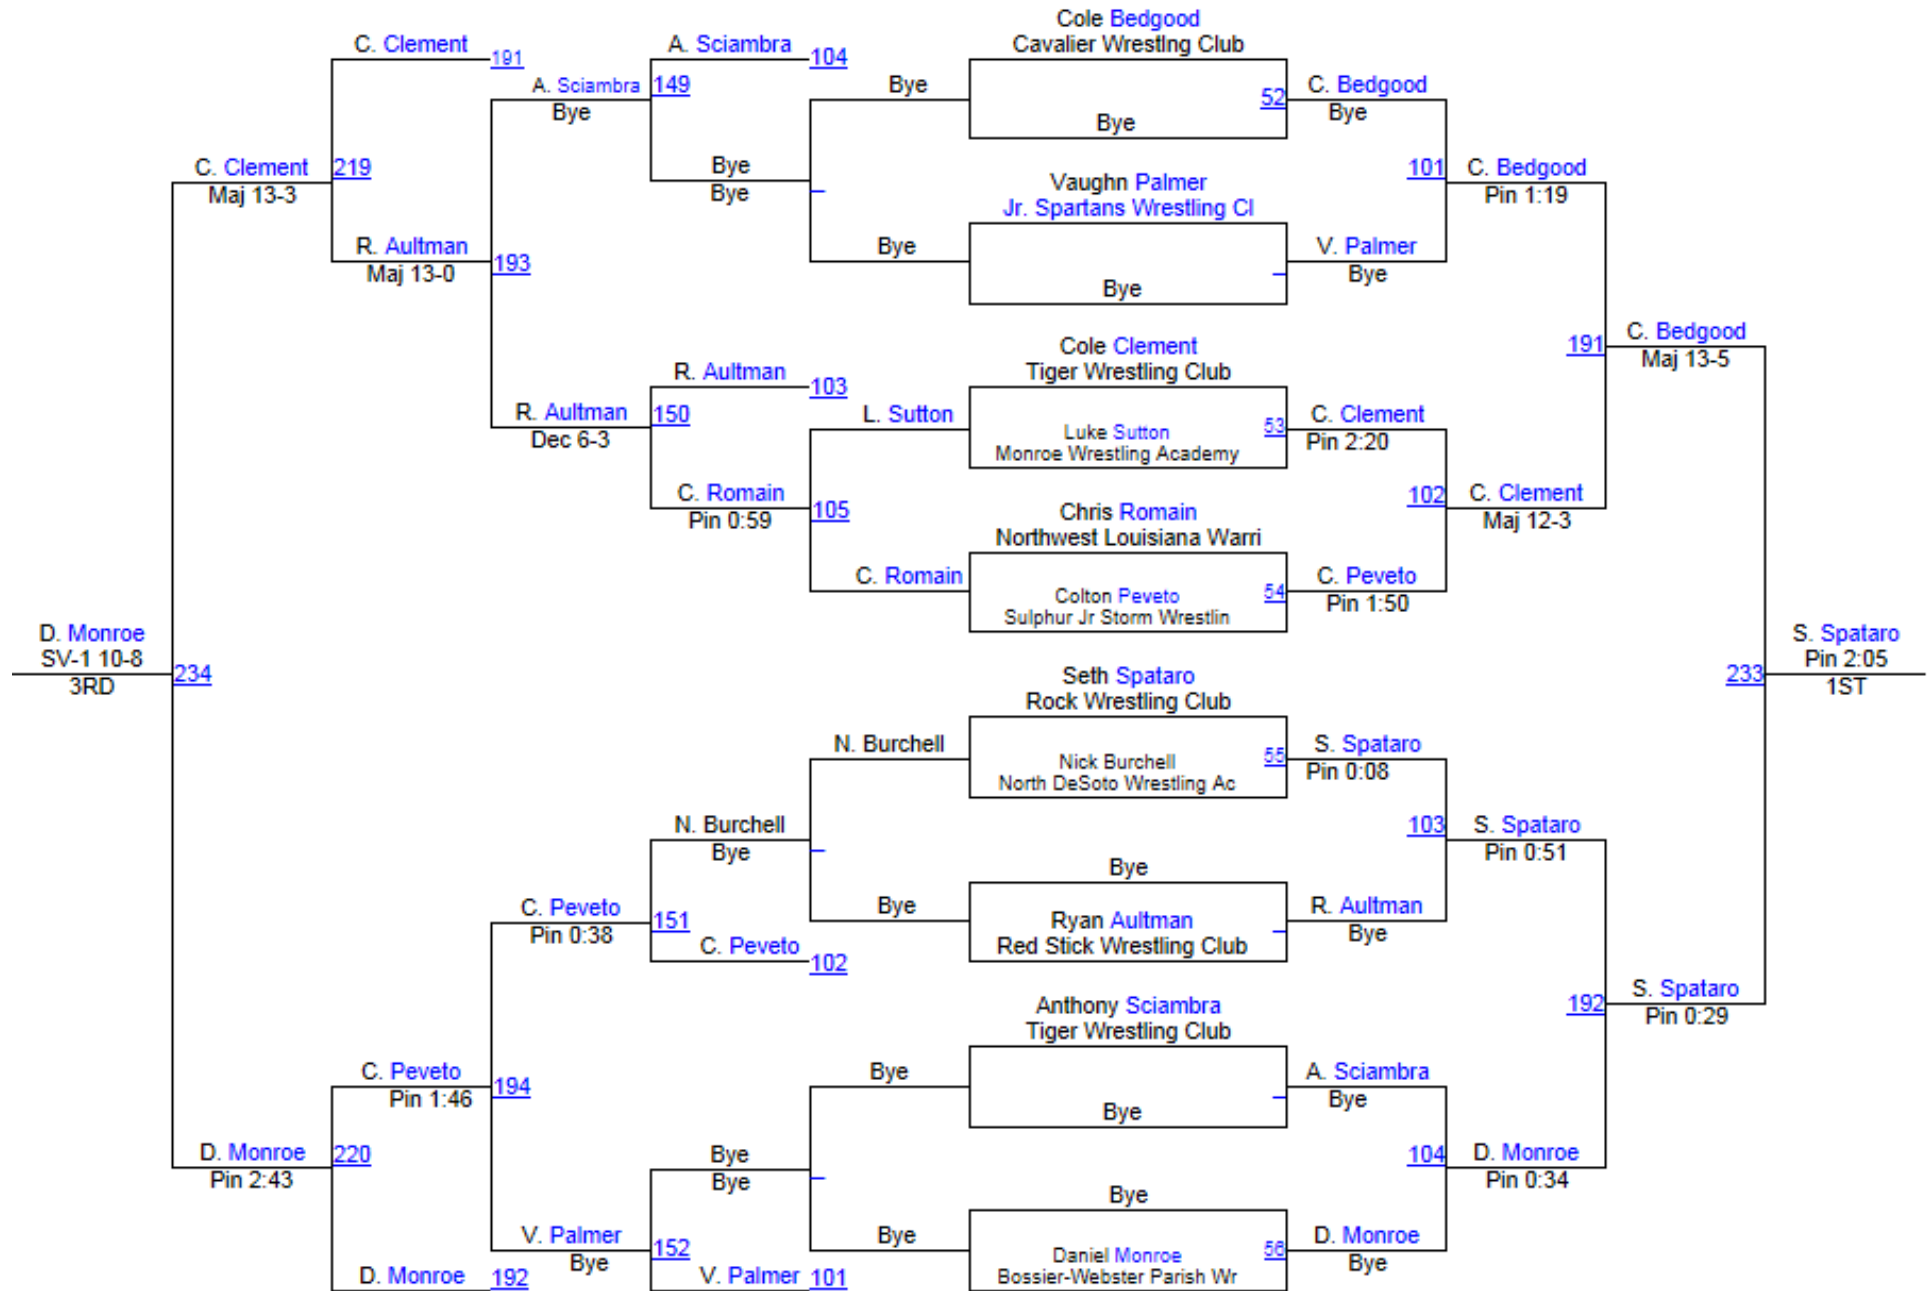 Cole Bedgood
C. Clement
A. Sciambra
Cavalier Wrestlng Club
191
104
A. Sciambra
149
Bye
52
C. Bedgood
Bye
Bye
Bye
C. Clement
219
Bye
101
C. Bedgood
Maj 13-3
Bye
Vaughn Palmer
Pin 1:19
Jr. Spartans Wrestling Cl
R. Aultman
193
Bye
V. Palmer
Maj 13-0
Bye
Bye
Cole Clement
191
C. Bedgood
R. Aultman
103
Tiger Wrestling Club
Maj 13-5
R. Aultman
150
L. Sutton
Luke Sutton
53
C. Clement
Dec 6-3
Monroe Wrestling Academy
Pin 2:20
C. Romain
105
102
C. Clement
Pin 0:59
Chris Romain
Maj 12-3
Northwest Louisiana Warri
C. Romain
Colton Peveto
54
C. Peveto
Sulphur Jr Storm Wrestlin
Pin 1:50
D. Monroe
S. Spataro
SV-1 10-8
234
Seth Spataro
233
Pin 2:05
3RD
Rock Wrestling Club
1ST
N. Burchell
Nick Burchell
55
S. Spataro
North DeSoto Wrestling Ac
Pin 0:08
N. Burchell
103
S. Spataro
Bye
Bye
Pin 0:51
C. Peveto
151
Bye
Ryan Aultman
R. Aultman
Pin 0:38
Red Stick Wrestling Club
Bye
C. Peveto
102
Anthony Sciambra
192
S. Spataro
Tiger Wrestling Club
Pin 0:29
C. Peveto
194
Bye
A. Sciambra
Pin 1:46
Bye
Bye
D. Monroe
220
Bye
104
D. Monroe
Pin 2:43
Bye
Bye
Pin 0:34
V. Palmer
152
Bye
Daniel Monroe
56
D. Monroe
Bye
Bossier-Webster Parish Wr
Bye
D. Monroe
192
V. Palmer
101